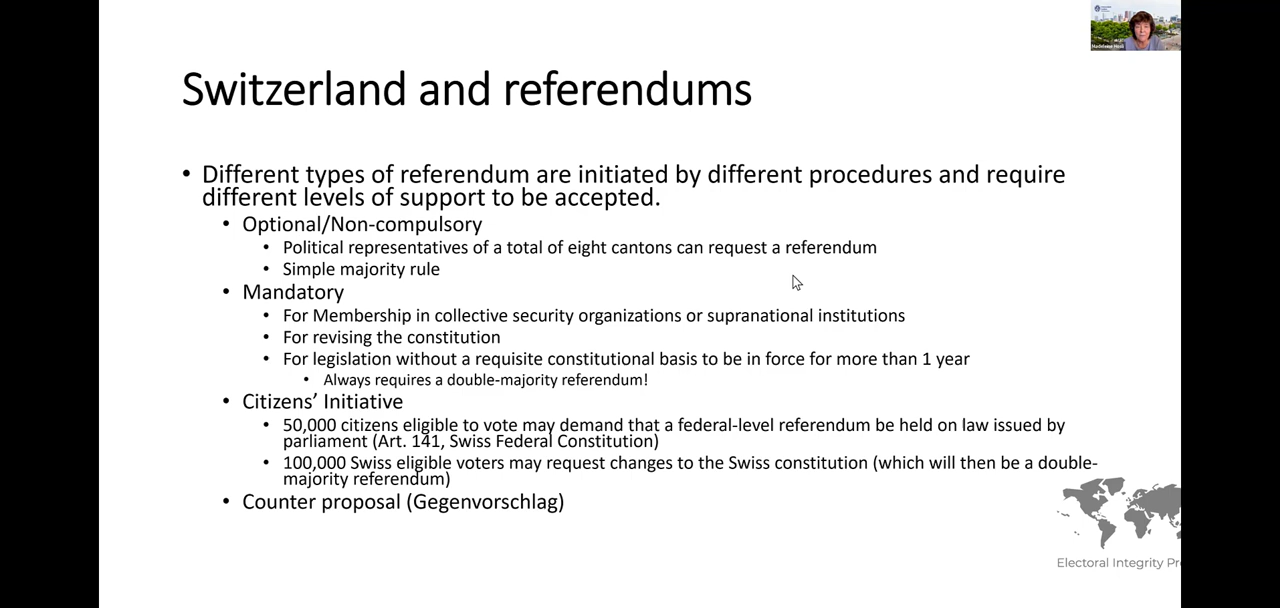 Switzerland and referendums
• Different types of referendum are initiated by different procedures and require
different levels of support to be accepted.
• Optional/Non-compulsory
• Political representatives of a total of eight cantons can request a referendum
• Simple majority rule
• Mandatory
• For Membership in collective security organizations or supranational institutions
• For revising the constitution
• For legislation without a requisite constitutional basis to be in force for more than 1 year
• Always requires a double-majority referendum!
• Citizens’ Initiative
• 50,000 citizens eligible to vote may demand that a federal-level referendum be held on law issued by
parliament (Art. 141, Swiss Federal Constitution)
• 100,000 Swiss eligible voters may request changes to the Swiss constitution (which will then be a double-
majority referendum)
• Counter proposal (Gegenvorschlag)
Electoral Integrity Pr